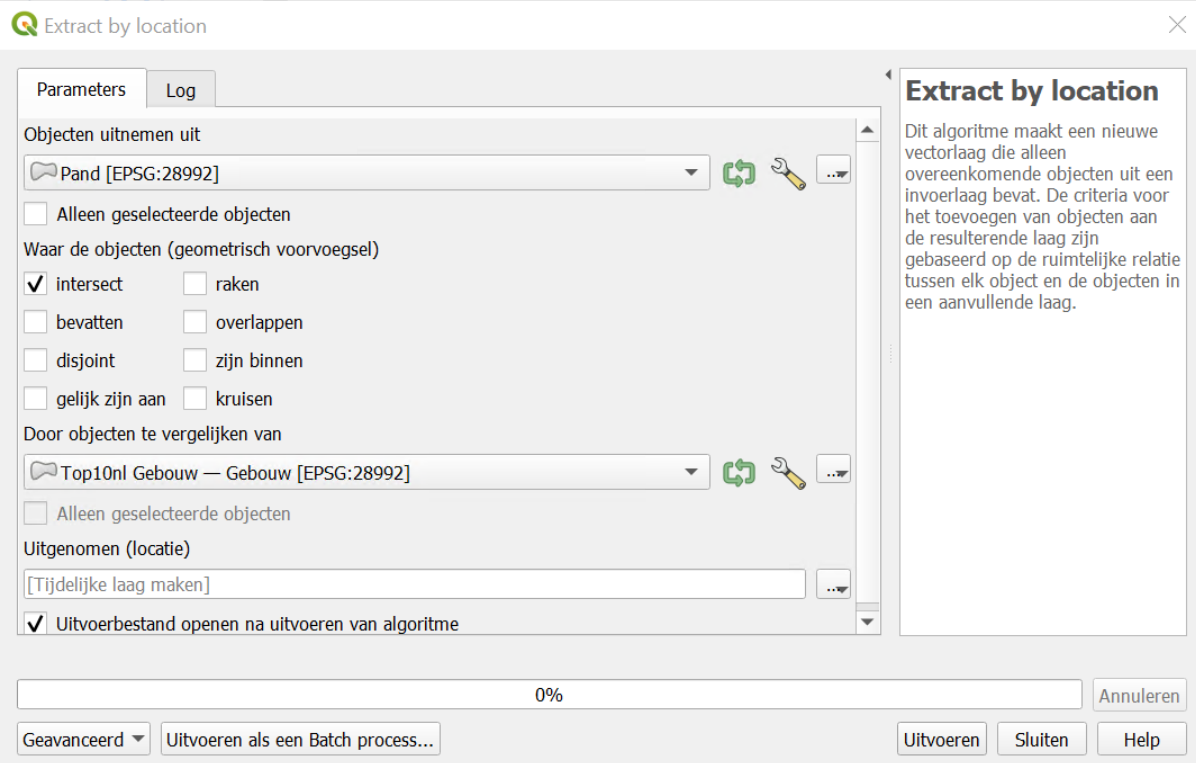 Extract by location
Parameters
Log
Objecten uitnemen uit
Pand [EPSG:28992]
Alleen geselecteerde objecten
Waar de objecten (geometrisch voorvoegsel)
intersect
raken
bevatten
overlappen
disjoint
zijn binnen
gelijk zijn aan
kruisen
Door objecten te vergelijken van
Top10nl Gebouw — Gebouw [EPSG:28992]
Alleen geselecteerde objecten
Uitgenomen (locatie)
[Tijdelijke laag maken]
Uitvoerbestand openen na uitvoeren van algoritme
Extract by location
Dit algoritme maakt een nieuwe
vectorlaag die alleen
overeenkomende objecten uit een
invoerlaag bevat. De criteria voor
het toevoegen van objecten aan
de resulterende laag zijn
gebaseerd op de ruimtelijke relatie
tussen elk object en de objecten in
een aanvullende laag.
0%
Annuleren
Geavanceerd
Uitvoeren als een Batch process...
Uitvoeren
Sluiten
Help